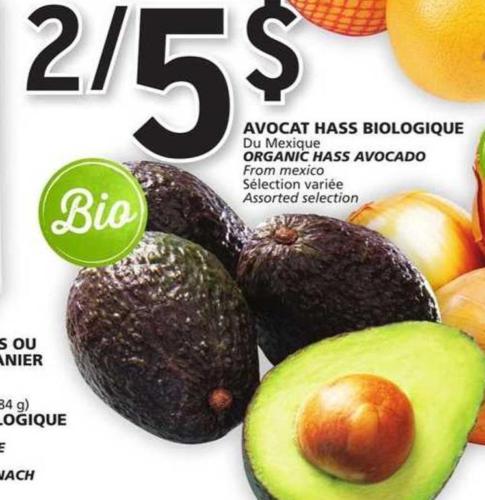 2/5$
AVOCAT HASS BIOLOGIQUE
Du Mexique
ORGANIC HASS AVOCADO
From mexico
Sélection variée
Assorted selection
Bio
S OU
ANIER
84 g)
LOGIQUE
E
NACH